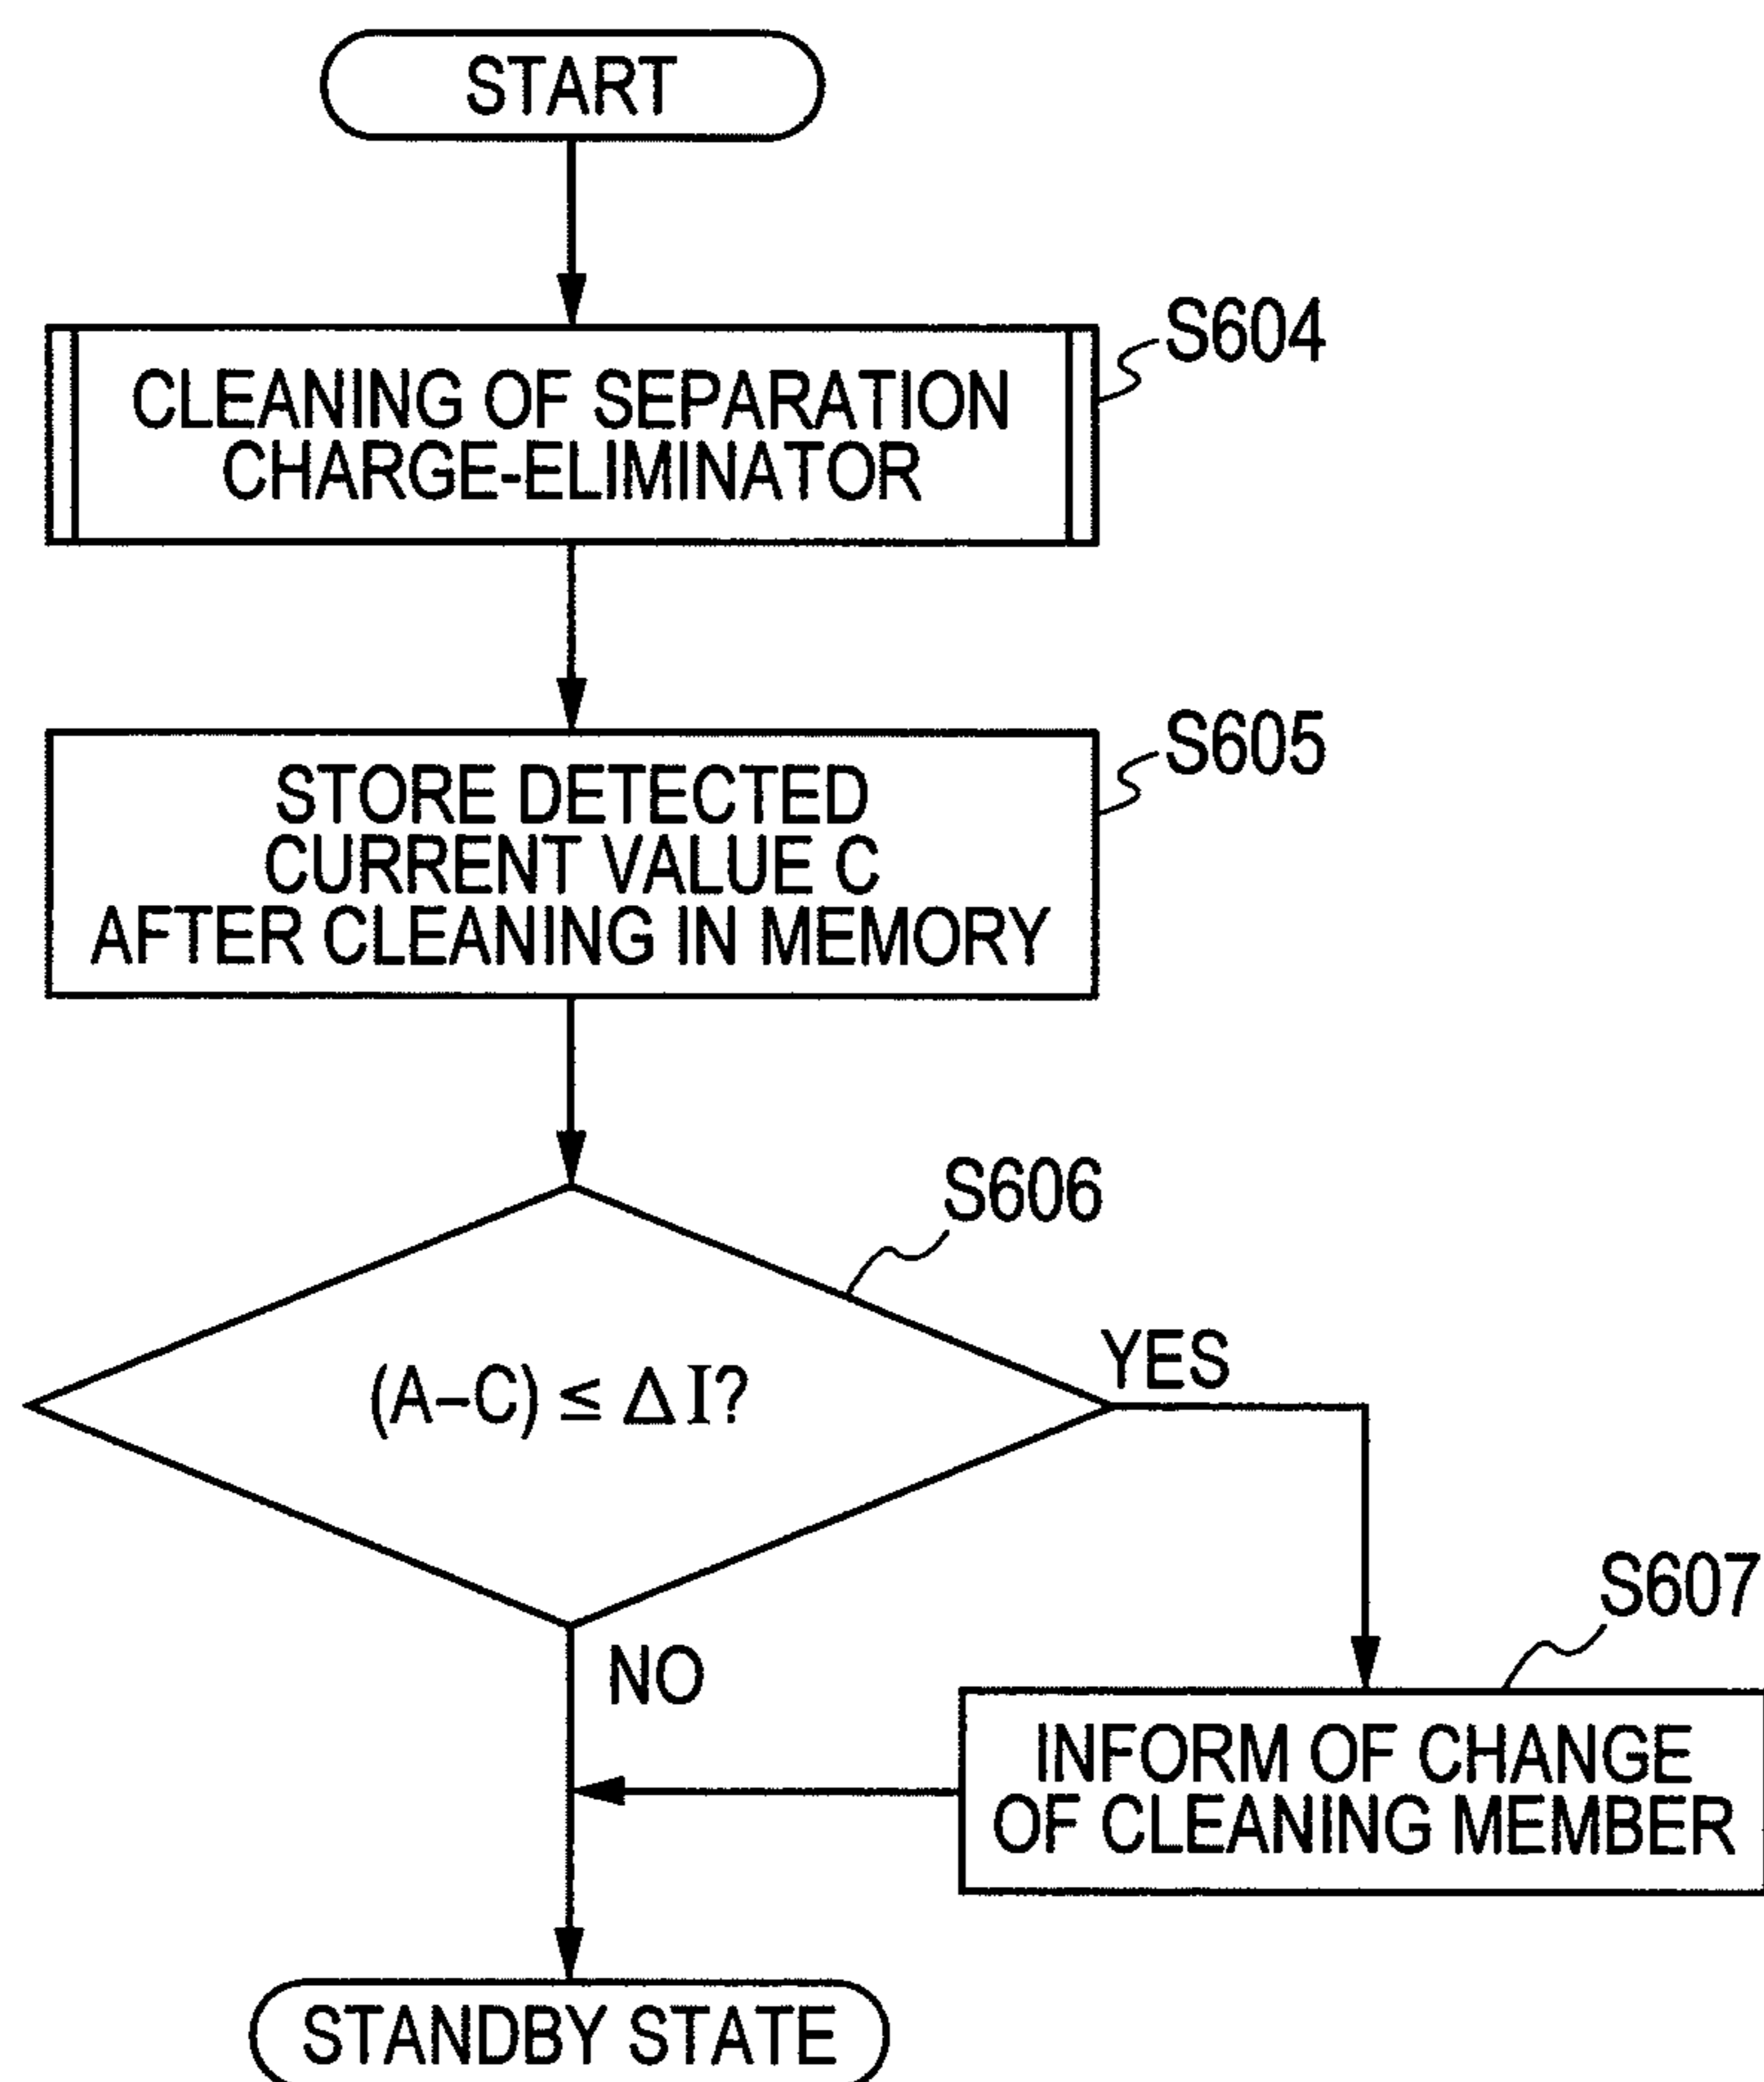 START
S604
CLEANING OF SEPARATION
CHARGE-ELIMINATOR
S605
STORE DETECTED
CURRENT VALUE C
AFTER CLEANING IN MEMORY
S606
(A−C) ≤ ΔI?
YES
NO
S607
INFORM OF CHANGE
OF CLEANING MEMBER
STANDBY STATE